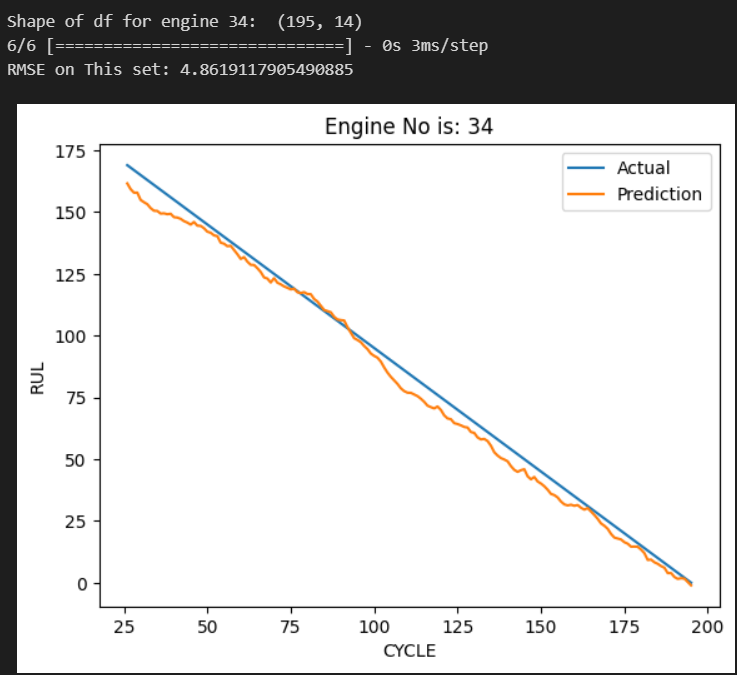 Shape of df for engine 34:  (195, 14)
6/6 [==============================] - 0s 3ms/step
RMSE on This set: 4.8619117905490885
Engine No is: 34
Actual
Prediction
175
150
125
100
75
50
25
0
RUL
25 50 75 100 125 150 175 200
CYCLE